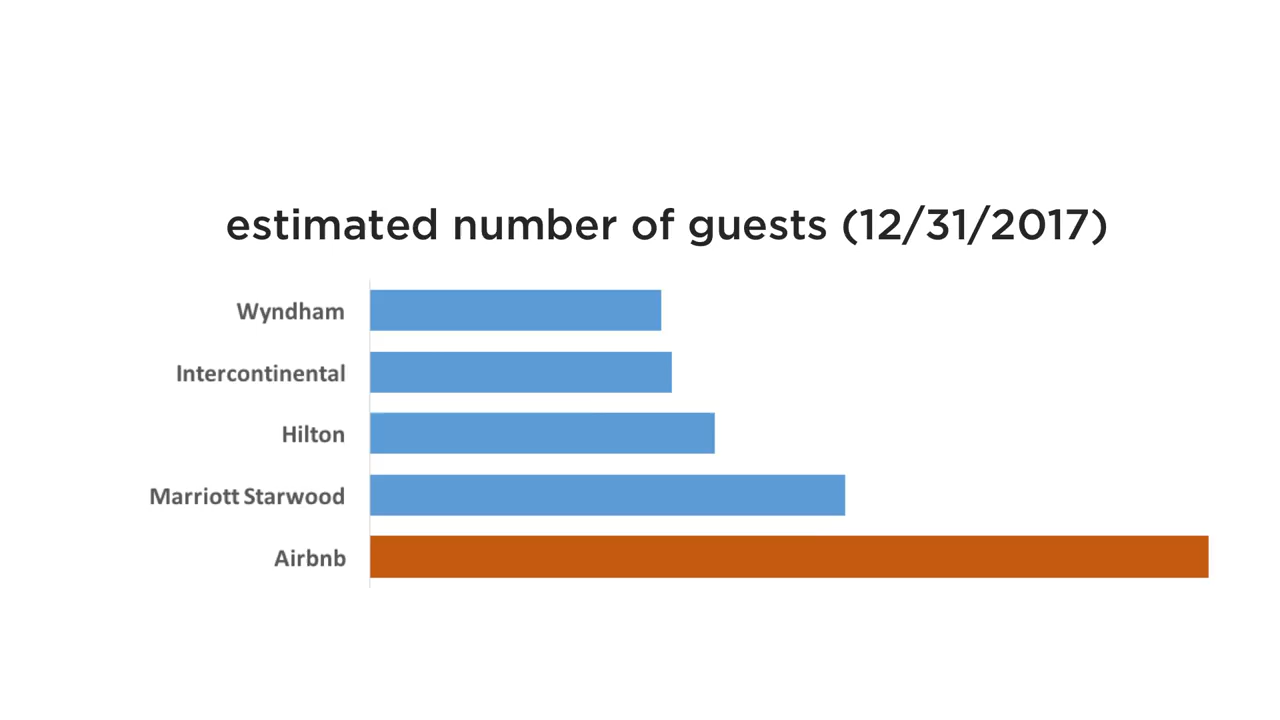 estimated number of guests (12/31/2017)
Wyndham
Intercontinental
Hilton
Marriott Starwood
Airbnb